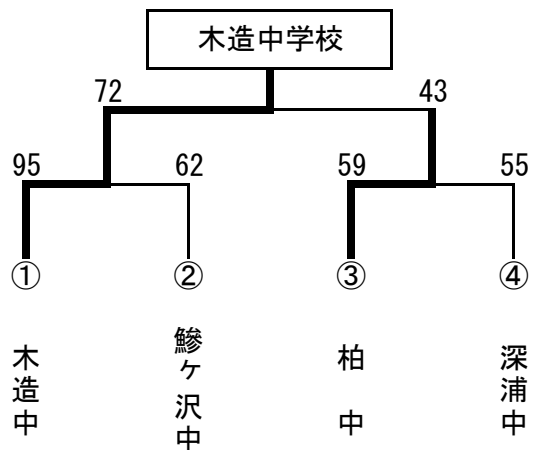 木造中学校
72 43
95 62 59 55
① ② ③ ④
木造中
鰺ヶ沢中
柏 中
深浦中